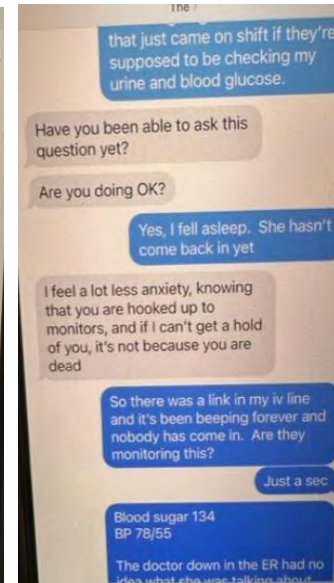 The
that just came on shift if they're
supposed to be checking my
urine and blood glucose.
Have you been able to ask this
question yet?
Are you doing OK?
Yes, I fell asleep.  She hasn't
come back in yet
I feel a lot less anxiety, knowing
that you are hooked up to
monitors, and if I can't get a hold
of you, it's not because you are
dead
So there was a link in my iv line
and it's been beeping forever and
nobody has come in.  Are they
monitoring this?
Just a sec
Blood sugar 134
BP 78/55
The doctor down in the ER had no
idea what she was talking about